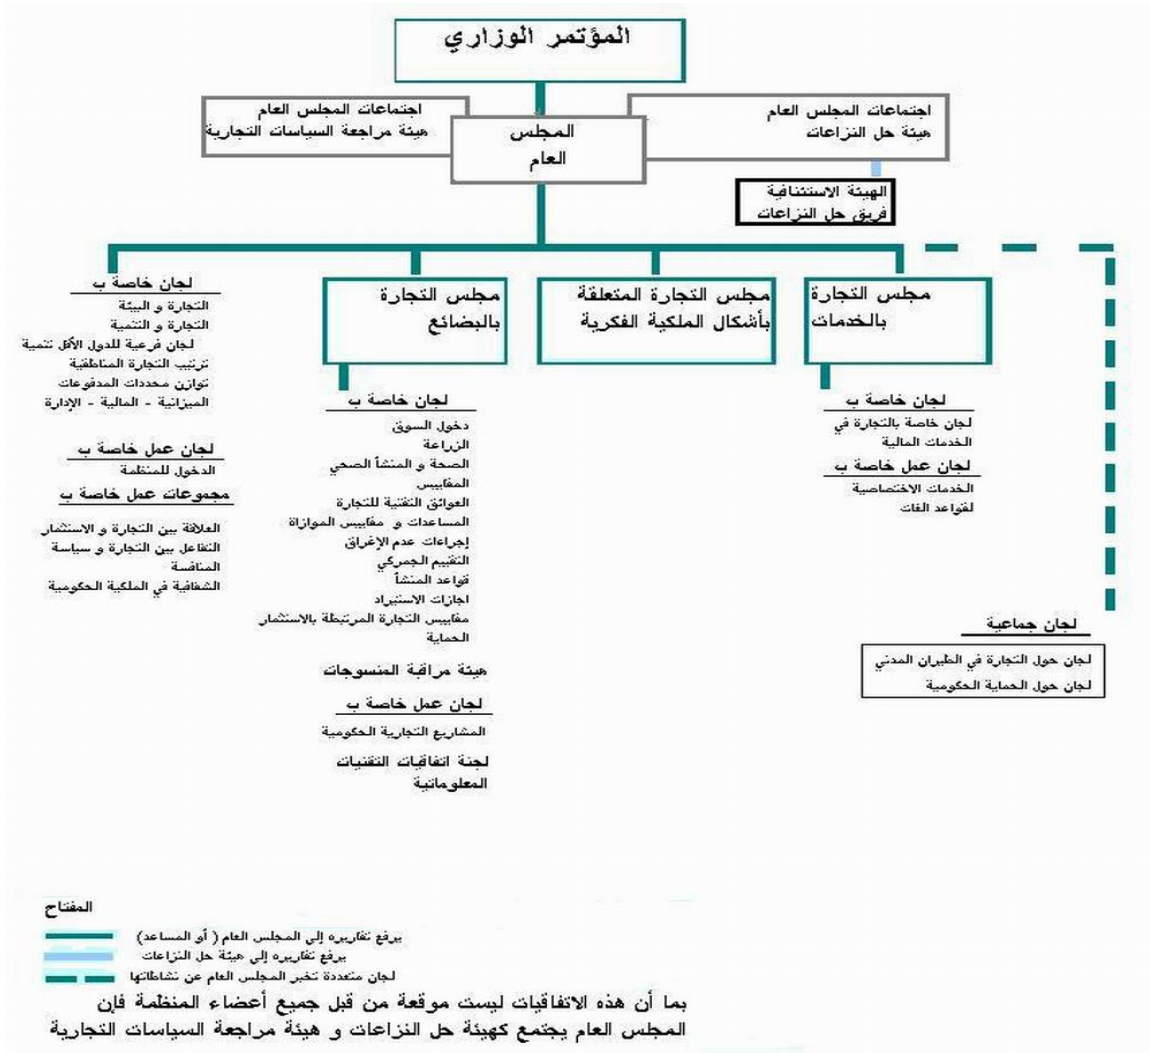 المؤتمر الوزاري
اجتماعات المجلس العام
هيئة حل النزاعات
المجلس
العام
اجتماعات المجلس العام
هيئة مراجعة السياسات التجارية
الهيئة الاستئنافية
فريق حل النزاعات
مجلس التجارة
بالخدمات
مجلس التجارة المتعلقة
بأشكال الملكية الفكرية
مجلس التجارة
بالبضائع
لجان خاصة ب
التجارة و البيئة
التجارة و التنمية
لجان فرعية للدول الأقل تنمية
ترتيب التجارة المناطقية
توازن محددات المدفوعات
الميزانية - المالية - الإدارة
لجان عمل خاصة ب
الدخول للمنظمة
مجموعات عمل خاصة ب
العلاقة بين التجارة و الاستثمار
التفاعل بين التجارة و سياسة
المنافسة
الشفافية في الملكية الحكومية
لجان خاصة ب
دخول السوق
الزراعة
الصحة و المنشأ الصحي
المقاييس
العوائق التقنية للتجارة
المساعدات و مقاييس الموازاة
إجراءات عدم الإغراق
التقييم الجمركي
قواعد المنشأ
اجازات الاستيراد
مقاييس التجارة المرتبطة بالاستثمار
الحماية
هيئة مراقبة المنسوجات
لجان عمل خاصة ب
المشاريع التجارية الحكومية
لجنة اتفاقيات التقنيات
المعلوماتية
لجان خاصة ب
لجان خاصة بالتجارة في
الخدمات المالية
لجان عمل خاصة ب
الخدمات الاختصاصية
لقواعد الغات
لجان جماعية
لجان حول التجارة في الطيران المدني
لجان حول الحماية الحكومية
المفتاح
يرفع تقاريره إلى المجلس العام ( أو المساعد)
يرفع تقاريره إلى هيئة حل النزاعات
لجان متعددة تخبر المجلس العام عن نشاطاتها
بما أن هذه الاتفاقيات ليست موقعة من قبل جميع أعضاء المنظمة فإن
المجلس العام يجتمع كهيئة حل النزاعات و هيئة مراجعة السياسات التجارية